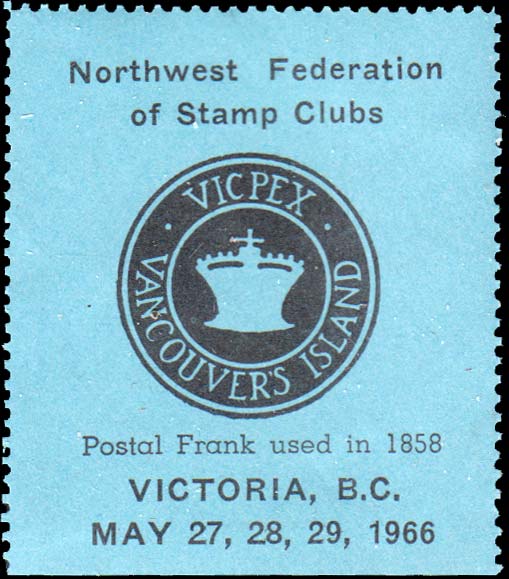 Northwest Federation
of Stamp Clubs
· VICPEX ·
VANCOUVER'S ISLAND
Postal Frank used in 1858
VICTORIA, B.C.
MAY 27, 28, 29, 1966